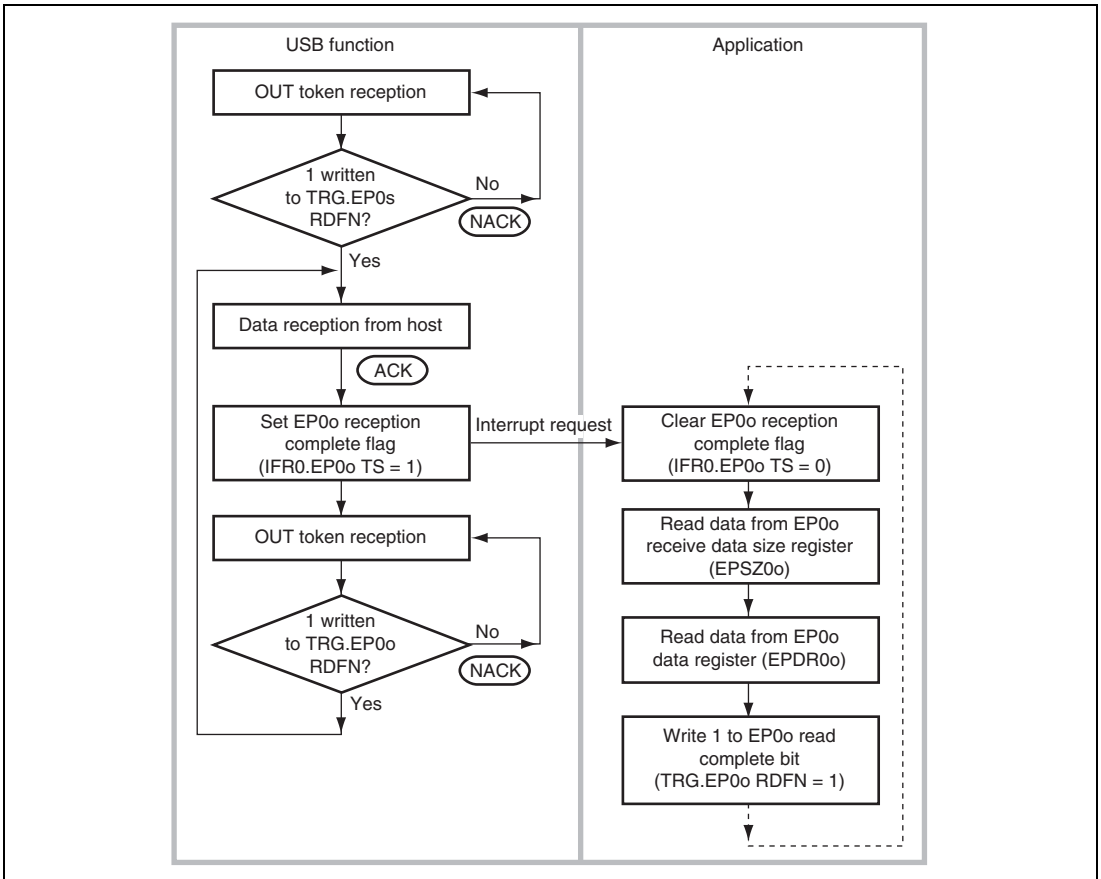 USB function
OUT token reception
1 written
to TRG.EP0s
RDFN?
No
NACK
Yes
Data reception from host
ACK
Set EP0o reception
complete flag
(IFR0.EP0o TS = 1)
Interrupt request
OUT token reception
1 written
to TRG.EP0o
RDFN?
No
NACK
Yes
Application
Clear EP0o reception
complete flag
(IFR0.EP0o TS = 0)
Read data from EP0o
receive data size register
(EPSZ0o)
Read data from EP0o
data register (EPDR0o)
Write 1 to EP0o read
complete bit
(TRG.EP0o RDFN = 1)